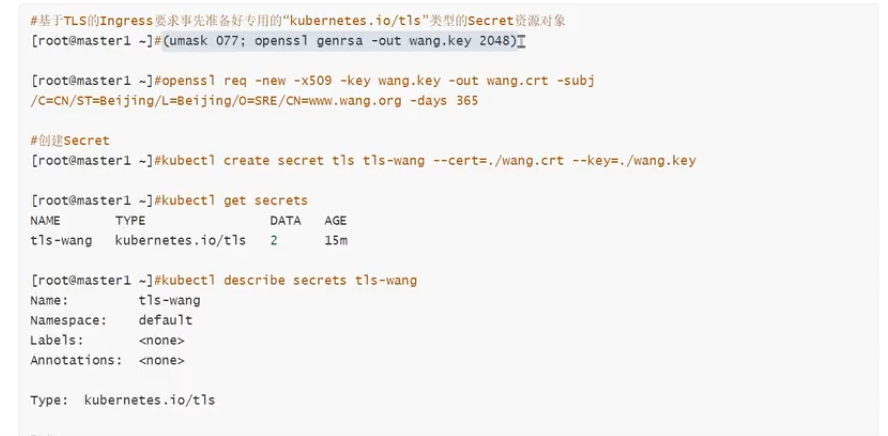 #基于TLS的Ingress要求事先准备好专用的“kubernetes.io/tls”类型的Secret资源对象
[root@master1 ~]#(umask 077; openssl genrsa -out wang.key 2048)
[root@master1 ~]#openssl req -new -x509 -key wang.key -out wang.crt -subj
/C=CN/ST=Beijing/L=Beijing/O=SRE/CN=www.wang.org -days 365
#创建Secret
[root@master1 ~]#kubectl create secret tls tls-wang --cert=./wang.crt --key=./wang.key
[root@master1 ~]#kubectl get secrets
NAME TYPE DATA AGE
tls-wang kubernetes.io/tls 2 15m
[root@master1 ~]#kubectl describe secrets tls-wang
Name: tls-wang
Namespace: default
Labels: <none>
Annotations: <none>
Type: kubernetes.io/tls